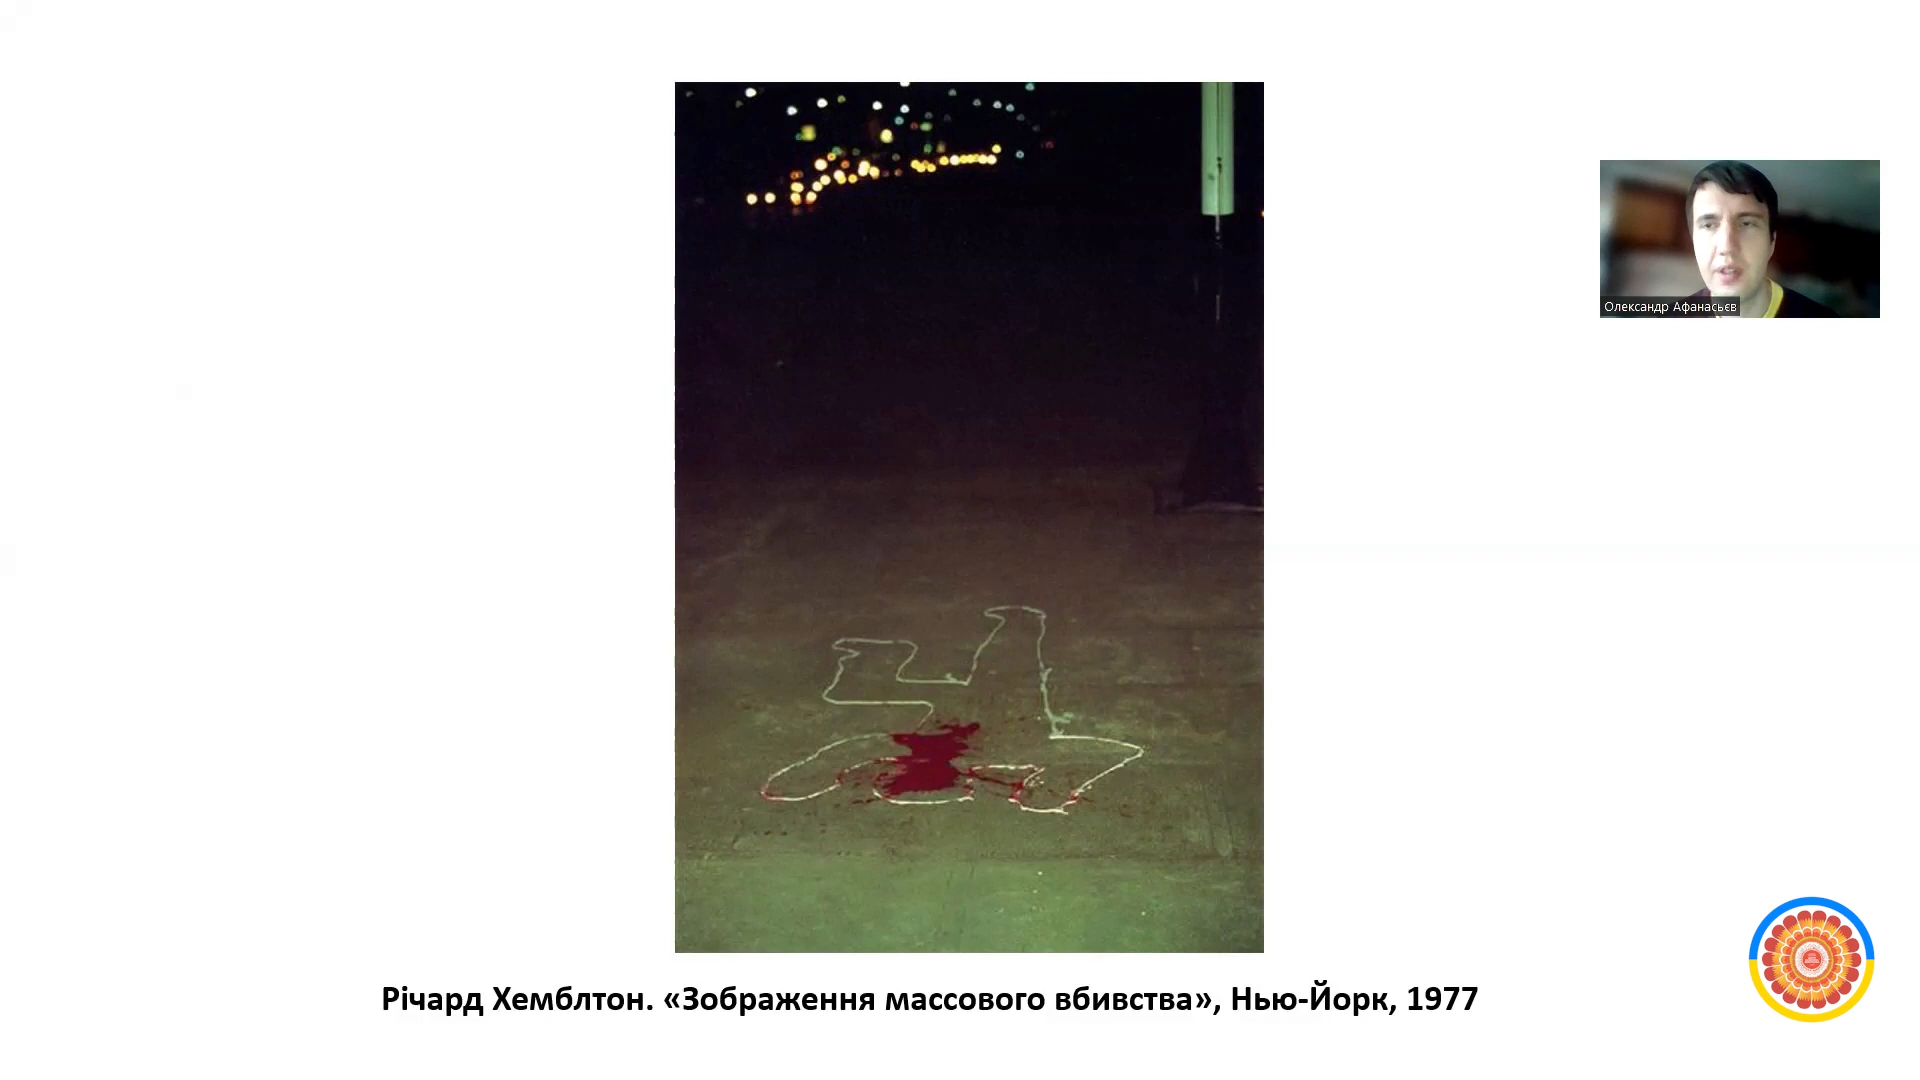 Олександр Афанасьєв
Річард Хемблтон. «Зображення массового вбивства», Нью-Йорк, 1977